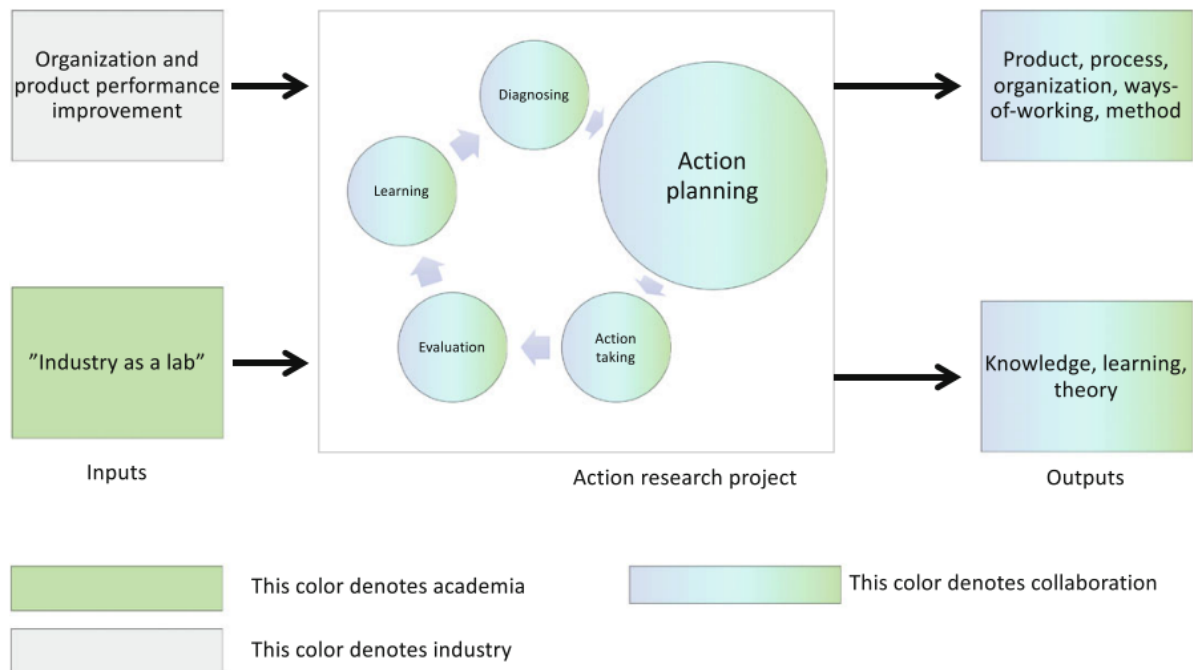 Organization and
product performance
improvement
Diagnosing
Action
planning
Product, process,
organization, ways-
of-working, method
Learning
”Industry as a lab”
Evaluation
Action
taking
Knowledge, learning,
theory
Inputs
Action research project
Outputs
This color denotes academia
This color denotes collaboration
This color denotes industry